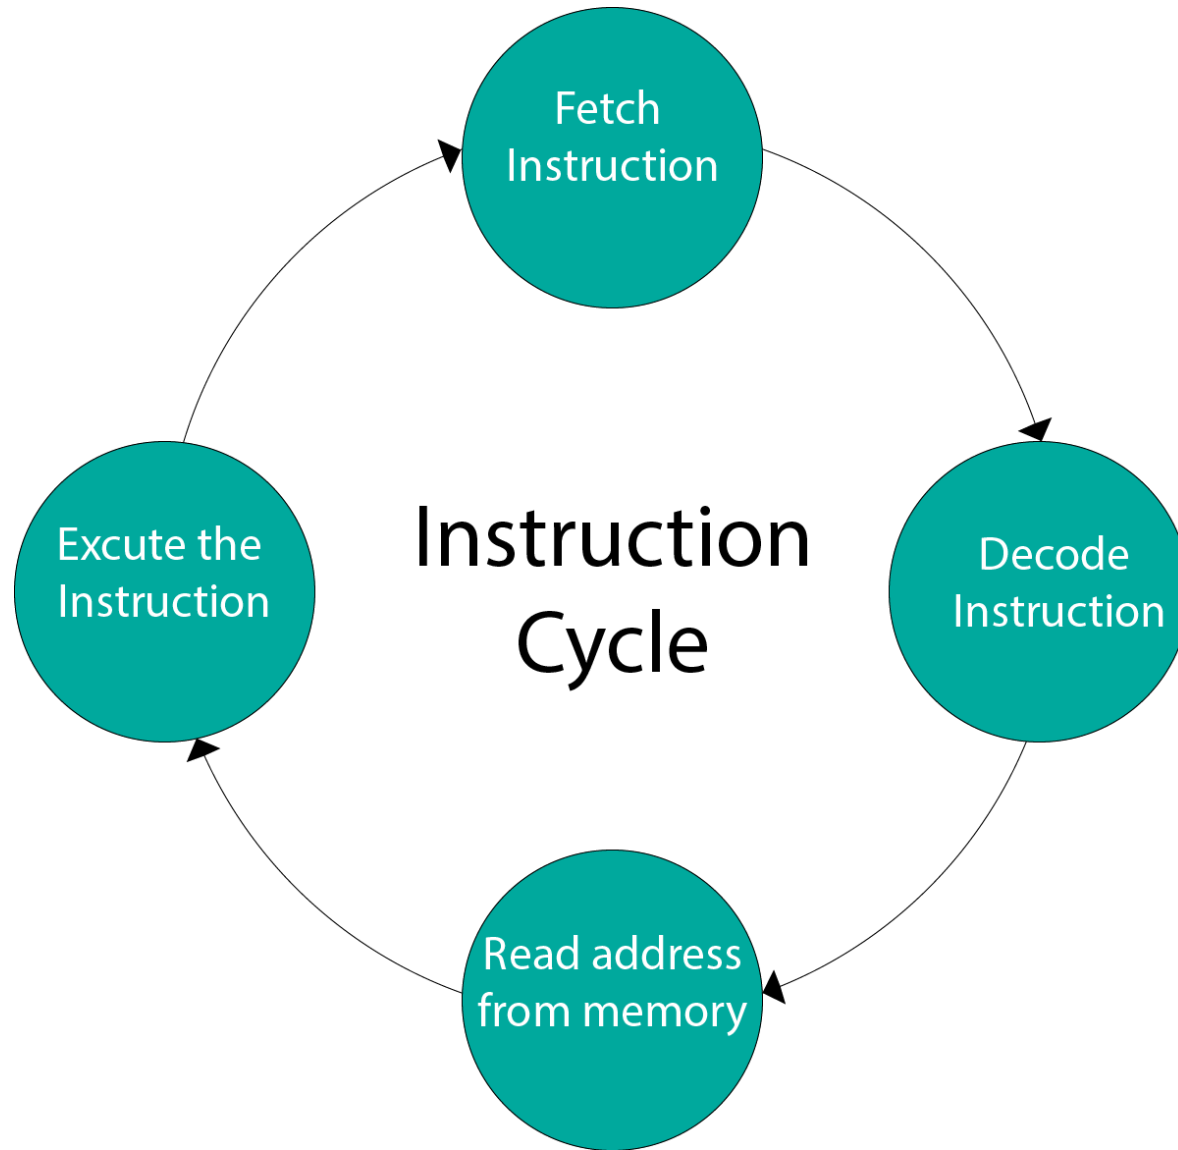 Fetch
Instruction
Decode
Instruction
Read address
from memory
Excute the
Instruction
Instruction
Cycle